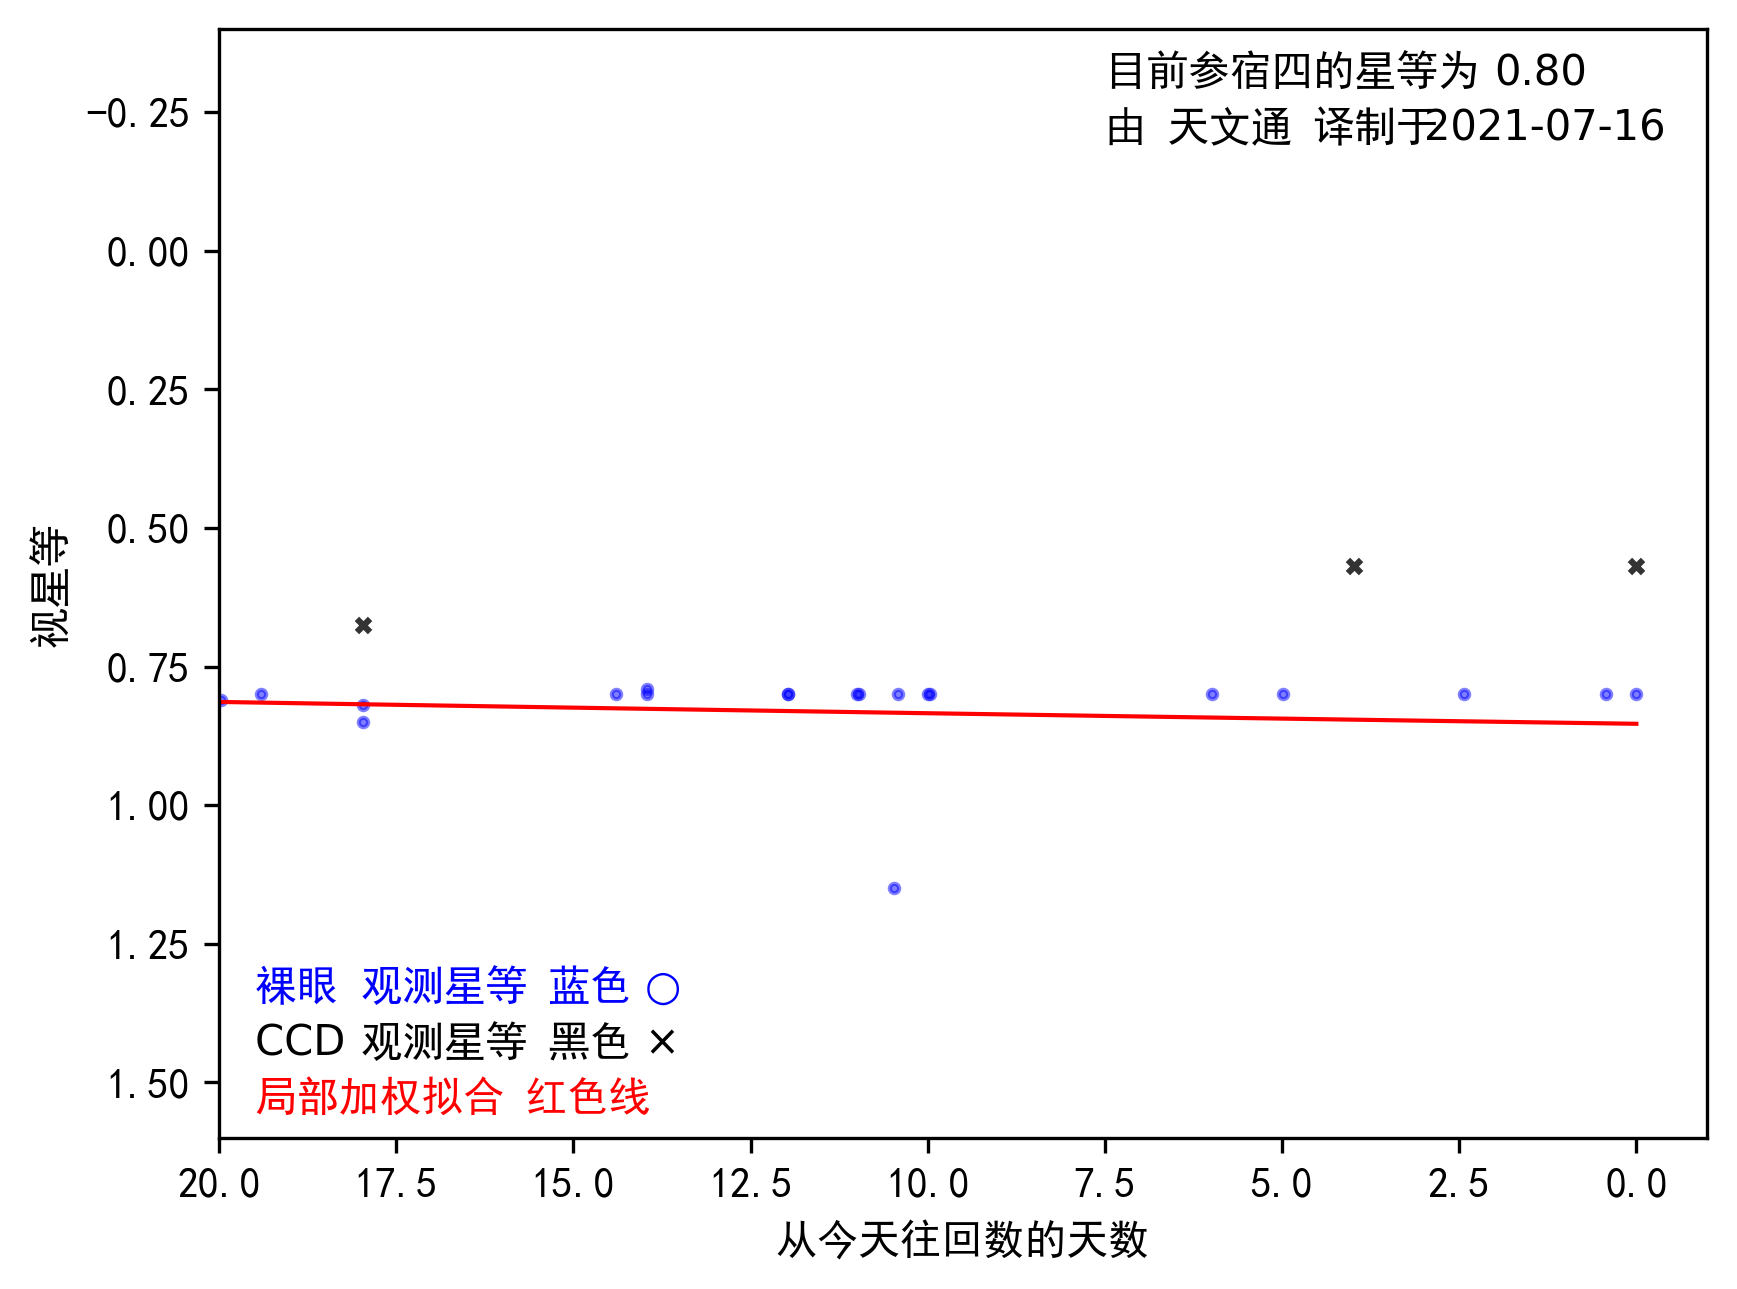 目前参宿四的星等为 0.80
由 天文通 译制于2021-07-16
−0.25
0.00
0.25
0.50
0.75
1.00
1.25
1.50
视星等
裸眼 观测星等 蓝色 ○
CCD 观测星等 黑色 ×
局部加权拟合 红色线
20.0 17.5 15.0 12.5 10.0 7.5 5.0 2.5 0.0
从今天往回数的天数